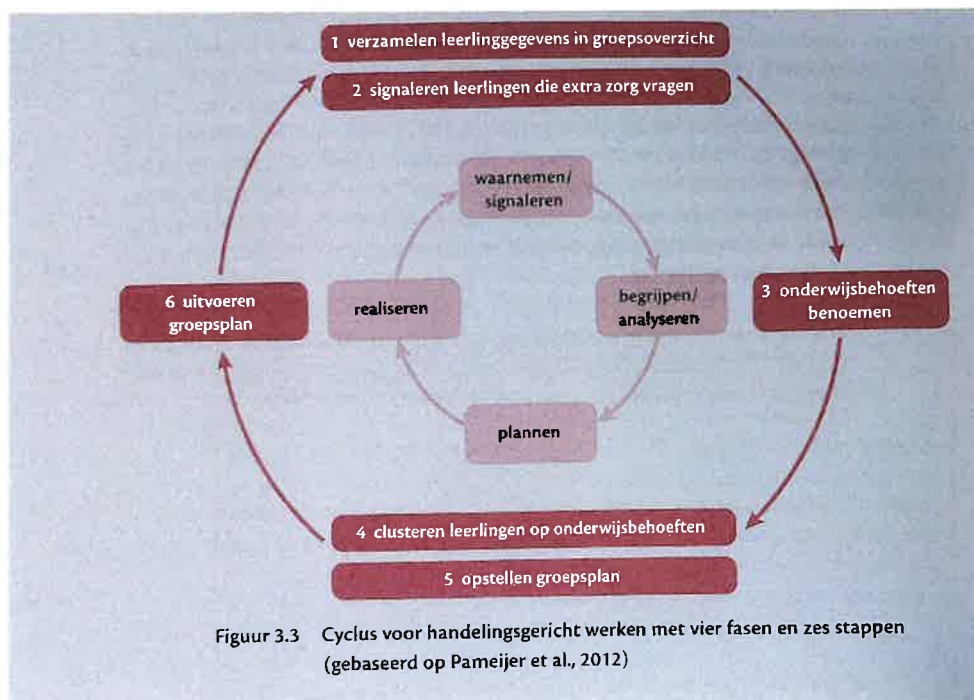 1 verzamelen leerlinggegevens in groepsoverzicht
2 signaleren leerlingen die extra zorg vragen
waarnemen/
signaleren
6 uitvoeren
groepsplan
realiseren
begrijpen/
analyseren
3 onderwijsbehoeften
benoemen
plannen
4 clusteren leerlingen op onderwijsbehoeften
5 opstellen groepsplan
Figuur 3.3 Cyclus voor handelingsgericht werken met vier fasen en zes stappen
(gebaseerd op Pameijer et al., 2012)